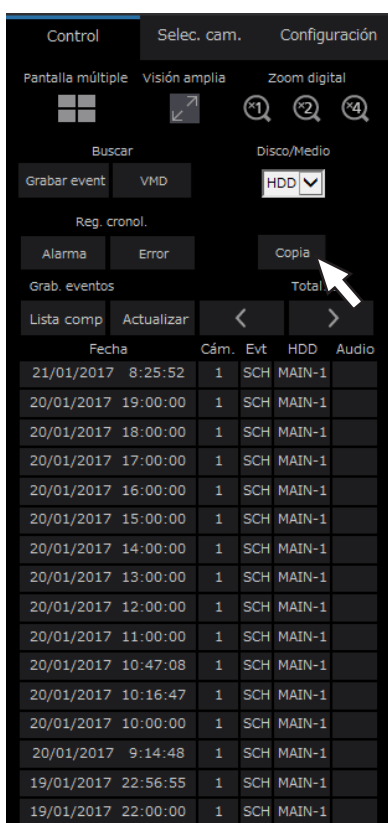 Control Selec. cam. Configuración
Pantalla múltiple Visión amplia Zoom digital
×1 ×2 ×4
Buscar Disco/Medio
Grabar event VMD HDD
Reg. cronol.
Alarma Error Copia
Grab. eventos Total
Lista comp Actualizar < >
Fecha Cám. Evt HDD Audio
21/01/2017 8:25:52 1 SCH MAIN-1
20/01/2017 19:00:00 1 SCH MAIN-1
20/01/2017 18:00:00 1 SCH MAIN-1
20/01/2017 17:00:00 1 SCH MAIN-1
20/01/2017 16:00:00 1 SCH MAIN-1
20/01/2017 15:00:00 1 SCH MAIN-1
20/01/2017 14:00:00 1 SCH MAIN-1
20/01/2017 13:00:00 1 SCH MAIN-1
20/01/2017 12:00:00 1 SCH MAIN-1
20/01/2017 11:00:00 1 SCH MAIN-1
20/01/2017 10:47:08 1 SCH MAIN-1
20/01/2017 10:16:47 1 SCH MAIN-1
20/01/2017 10:00:00 1 SCH MAIN-1
20/01/2017 9:14:48 1 SCH MAIN-1
19/01/2017 22:56:55 1 SCH MAIN-1
19/01/2017 22:00:00 1 SCH MAIN-1